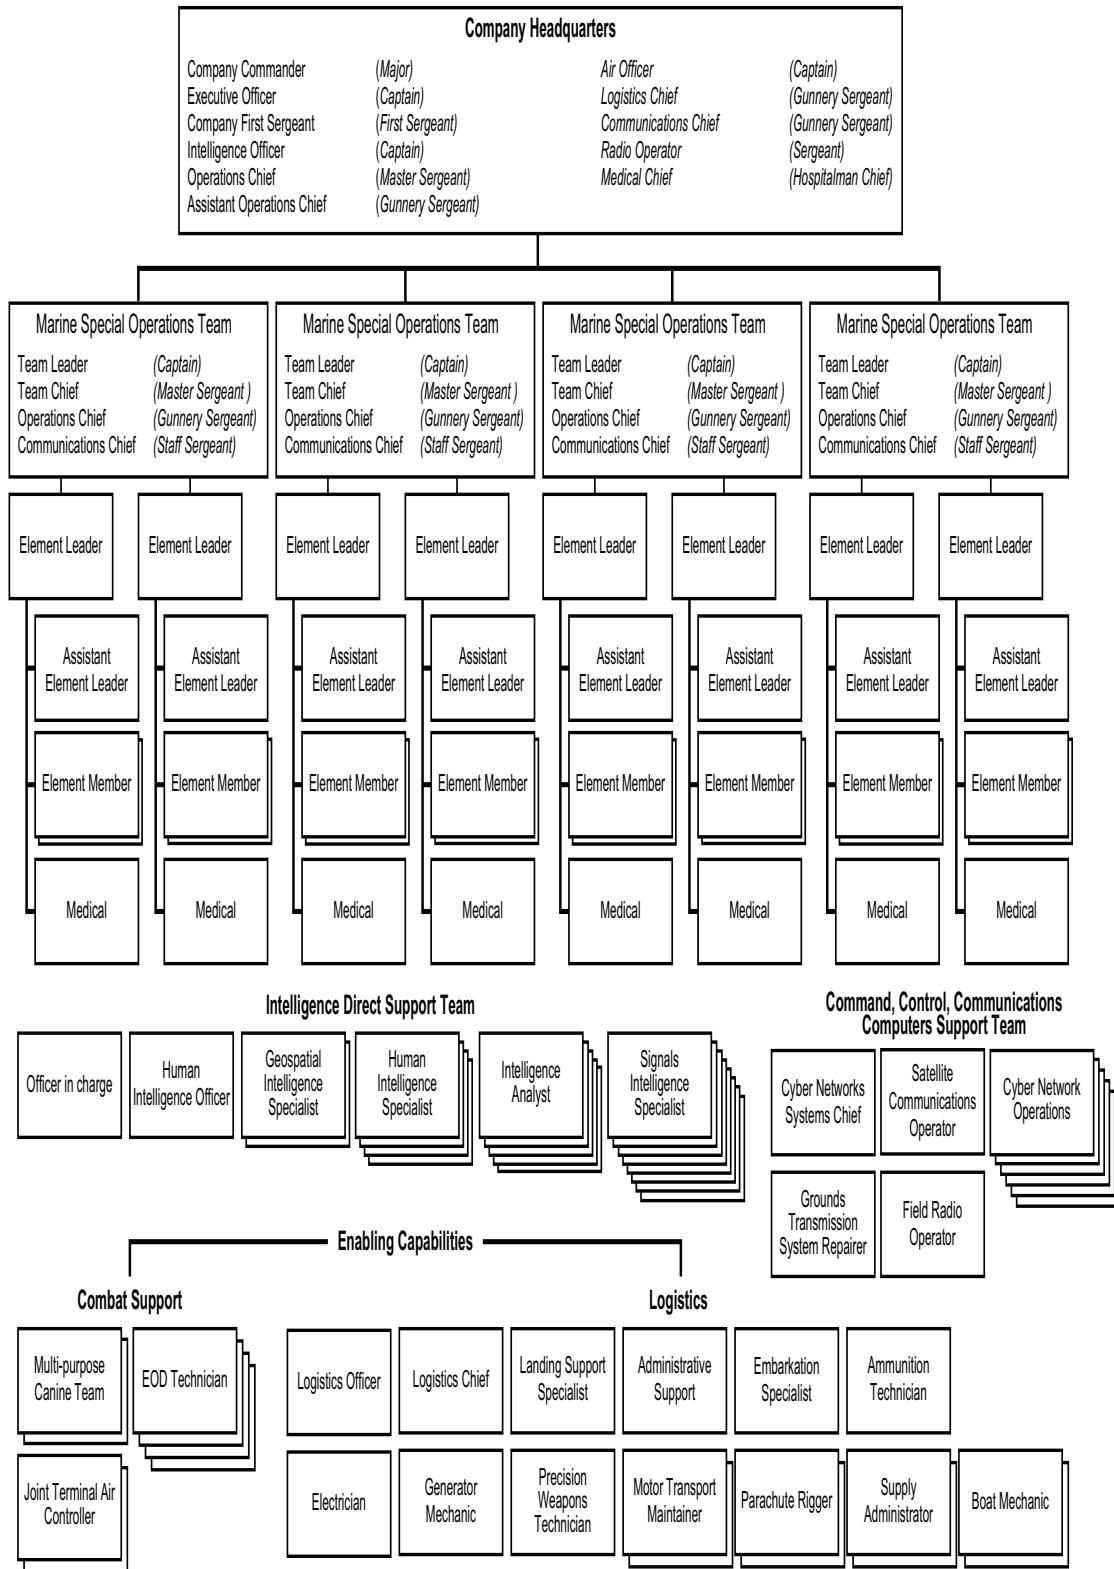 Company Headquarters
Company Commander (Major) Air Officer (Captain)
Executive Officer (Captain) Logistics Chief (Gunnery Sergeant)
Company First Sergeant (First Sergeant) Communications Chief (Gunnery Sergeant)
Intelligence Officer (Captain) Radio Operator (Sergeant)
Operations Chief (Master Sergeant) Medical Chief (Hospitalman Chief)
Assistant Operations Chief (Gunnery Sergeant)
Marine Special Operations Team
Team Leader (Captain)
Team Chief (Master Sergeant )
Operations Chief (Gunnery Sergeant)
Communications Chief (Staff Sergeant)
Marine Special Operations Team
Team Leader (Captain)
Team Chief (Master Sergeant )
Operations Chief (Gunnery Sergeant)
Communications Chief (Staff Sergeant)
Marine Special Operations Team
Team Leader (Captain)
Team Chief (Master Sergeant )
Operations Chief (Gunnery Sergeant)
Communications Chief (Staff Sergeant)
Marine Special Operations Team
Team Leader (Captain)
Team Chief (Master Sergeant )
Operations Chief (Gunnery Sergeant)
Communications Chief (Staff Sergeant)
Element Leader
Element Leader
Element Leader
Element Leader
Element Leader
Element Leader
Element Leader
Element Leader
Assistant
Element Leader
Assistant
Element Leader
Assistant
Element Leader
Assistant
Element Leader
Assistant
Element Leader
Assistant
Element Leader
Assistant
Element Leader
Assistant
Element Leader
Element Member
Element Member
Element Member
Element Member
Element Member
Element Member
Element Member
Element Member
Medical
Medical
Medical
Medical
Medical
Medical
Medical
Medical
Intelligence Direct Support Team
Officer in charge
Human
Intelligence Officer
Geospatial
Intelligence
Specialist
Human
Intelligence
Specialist
Intelligence
Analyst
Signals
Intelligence
Specialist
Command, Control, Communications
Computers Support Team
Cyber Networks
Systems Chief
Satellite
Communications
Operator
Cyber Network
Operations
Grounds
Transmission
System Repairer
Field Radio
Operator
Enabling Capabilities
Combat Support
Multi-purpose
Canine Team
EOD Technician
Joint Terminal Air
Controller
Logistics
Logistics Officer
Logistics Chief
Landing Support
Specialist
Administrative
Support
Embarkation
Specialist
Ammunition
Technician
Electrician
Generator
Mechanic
Precision
Weapons
Technician
Motor Transport
Maintainer
Parachute Rigger
Supply
Administrator
Boat Mechanic